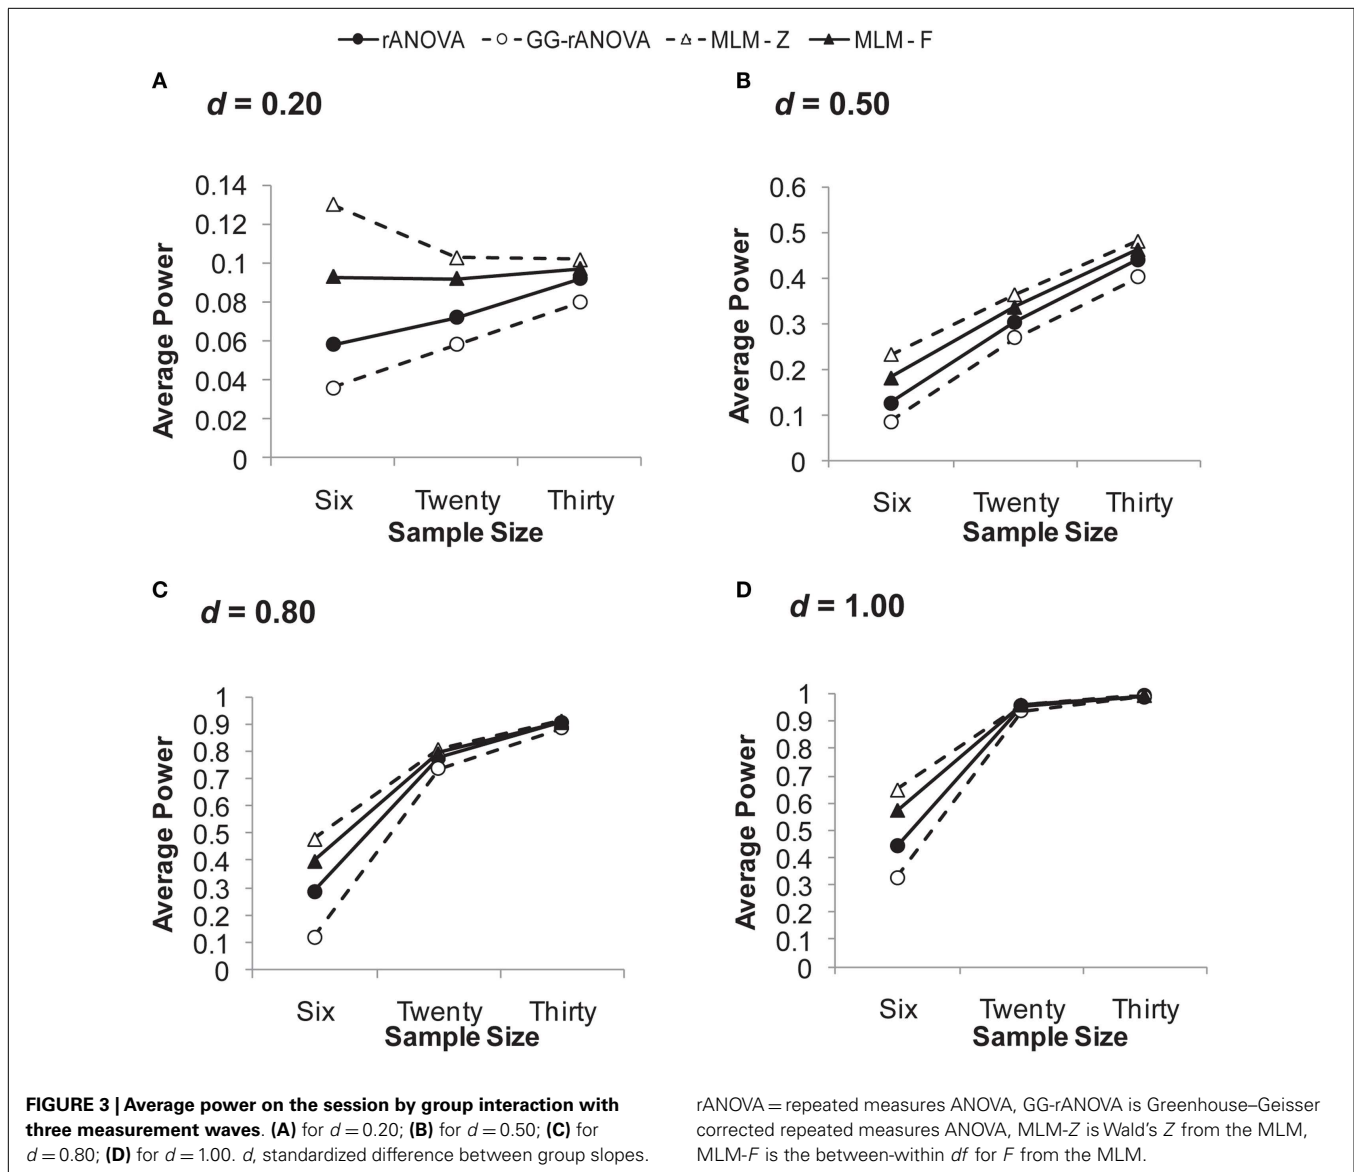 rANOVA GG-rANOVA MLM - Z MLM - F
A
d = 0.20
0.14
0.12
0.1
0.08
0.06
0.04
0.02
0
Average Power
Six Twenty Thirty
Sample Size
B
d = 0.50
0.6
0.5
0.4
0.3
0.2
0.1
0
Average Power
Six Twenty Thirty
Sample Size
C
d = 0.80
1
0.9
0.8
0.7
0.6
0.5
0.4
0.3
0.2
0.1
0
Average Power
Six Twenty Thirty
Sample Size
D
d = 1.00
1
0.9
0.8
0.7
0.6
0.5
0.4
0.3
0.2
0.1
0
Average Power
Six Twenty Thirty
Sample Size
FIGURE 3 | Average power on the session by group interaction with
three measurement waves. (A) for d = 0.20; (B) for d = 0.50; (C) for
d = 0.80; (D) for d = 1.00. d, standardized difference between group slopes.
rANOVA = repeated measures ANOVA, GG-rANOVA is Greenhouse–Geisser
corrected repeated measures ANOVA, MLM-Z is Wald's Z from the MLM,
MLM-F is the between-within df for F from the MLM.